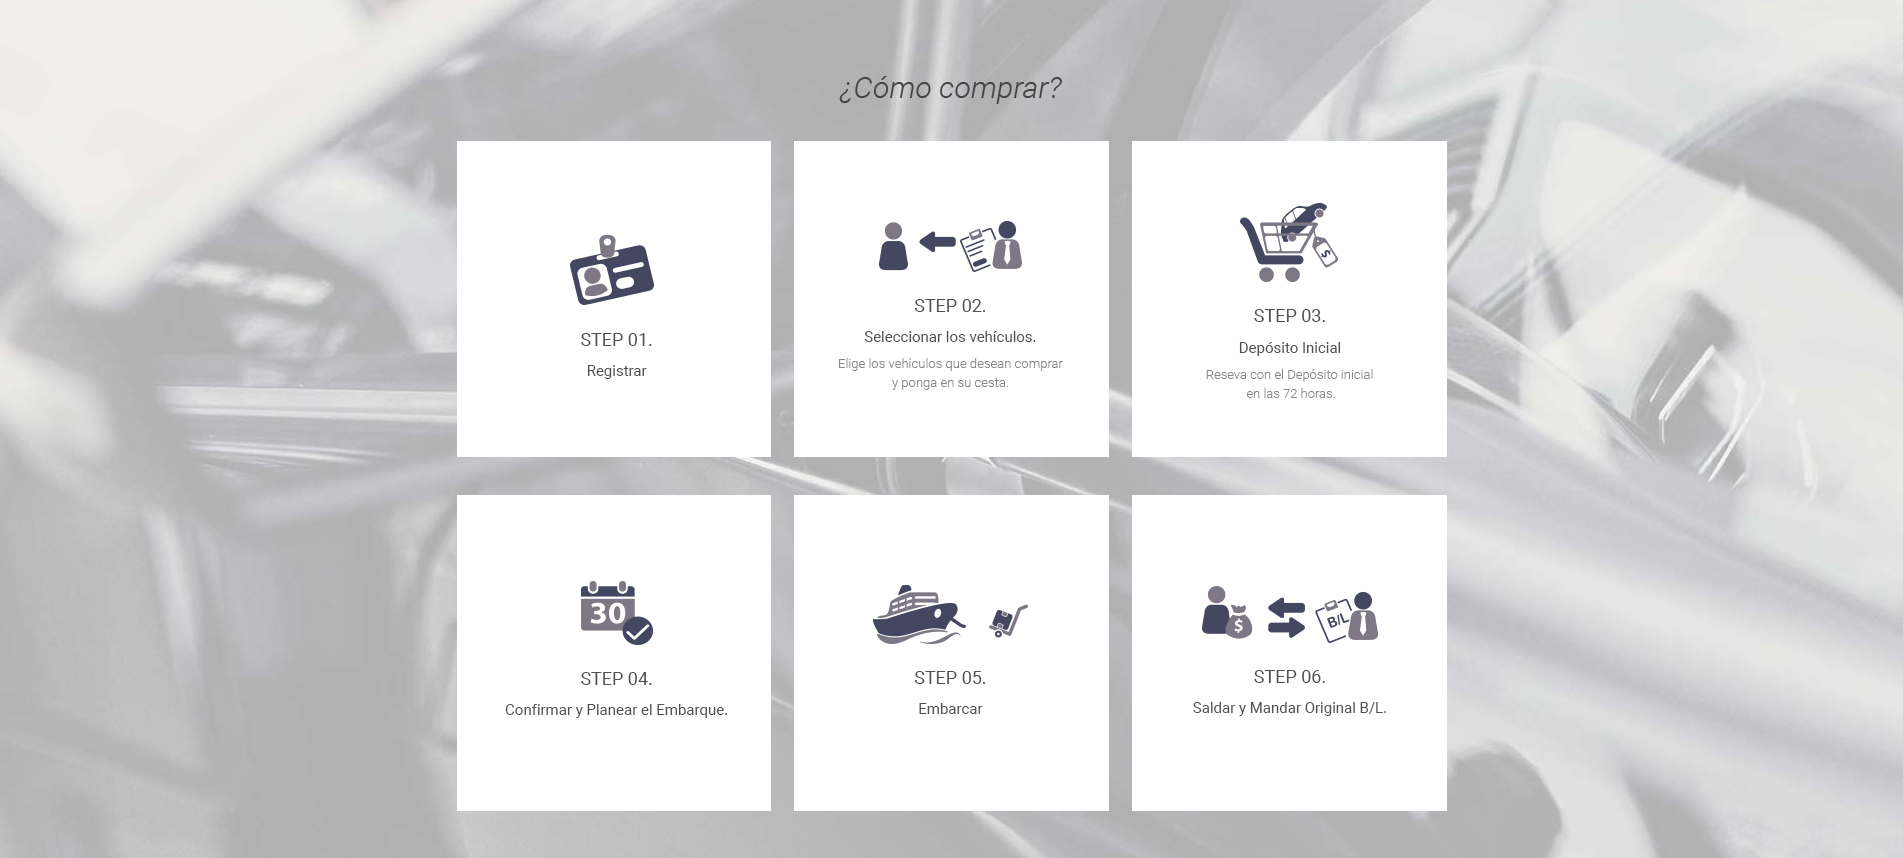 ¿Cómo comprar?
STEP 01.
Registrar
STEP 02.
Seleccionar los vehículos.
Elige los vehículos que desean comprar
y ponga en su cesta.
$
STEP 03.
Depósito Inicial
Reseva con el Depósito inicial
en las 72 horas.
30
STEP 04.
Confirmar y Planear el Embarque.
STEP 05.
Embarcar
$
B/L
STEP 06.
Saldar y Mandar Original B/L.